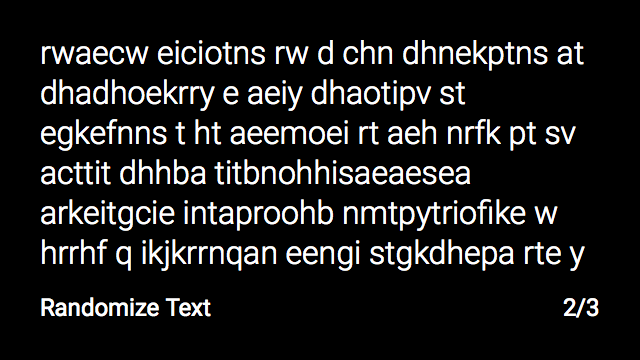 rwaecw eiciotns rw d chn dhnekptns at
dhadhoekrry e aeiy dhaotipv st
egkefnns t ht aeemoei rt aeh nrfk pt sv
acttit dhhba titbnohhisaeaesea
arkeitgcie intaproohb nmtpytriofike w
hrrhf q ikjkrrnqan eengi stgkdhepa rte y
Randomize Text
2/3